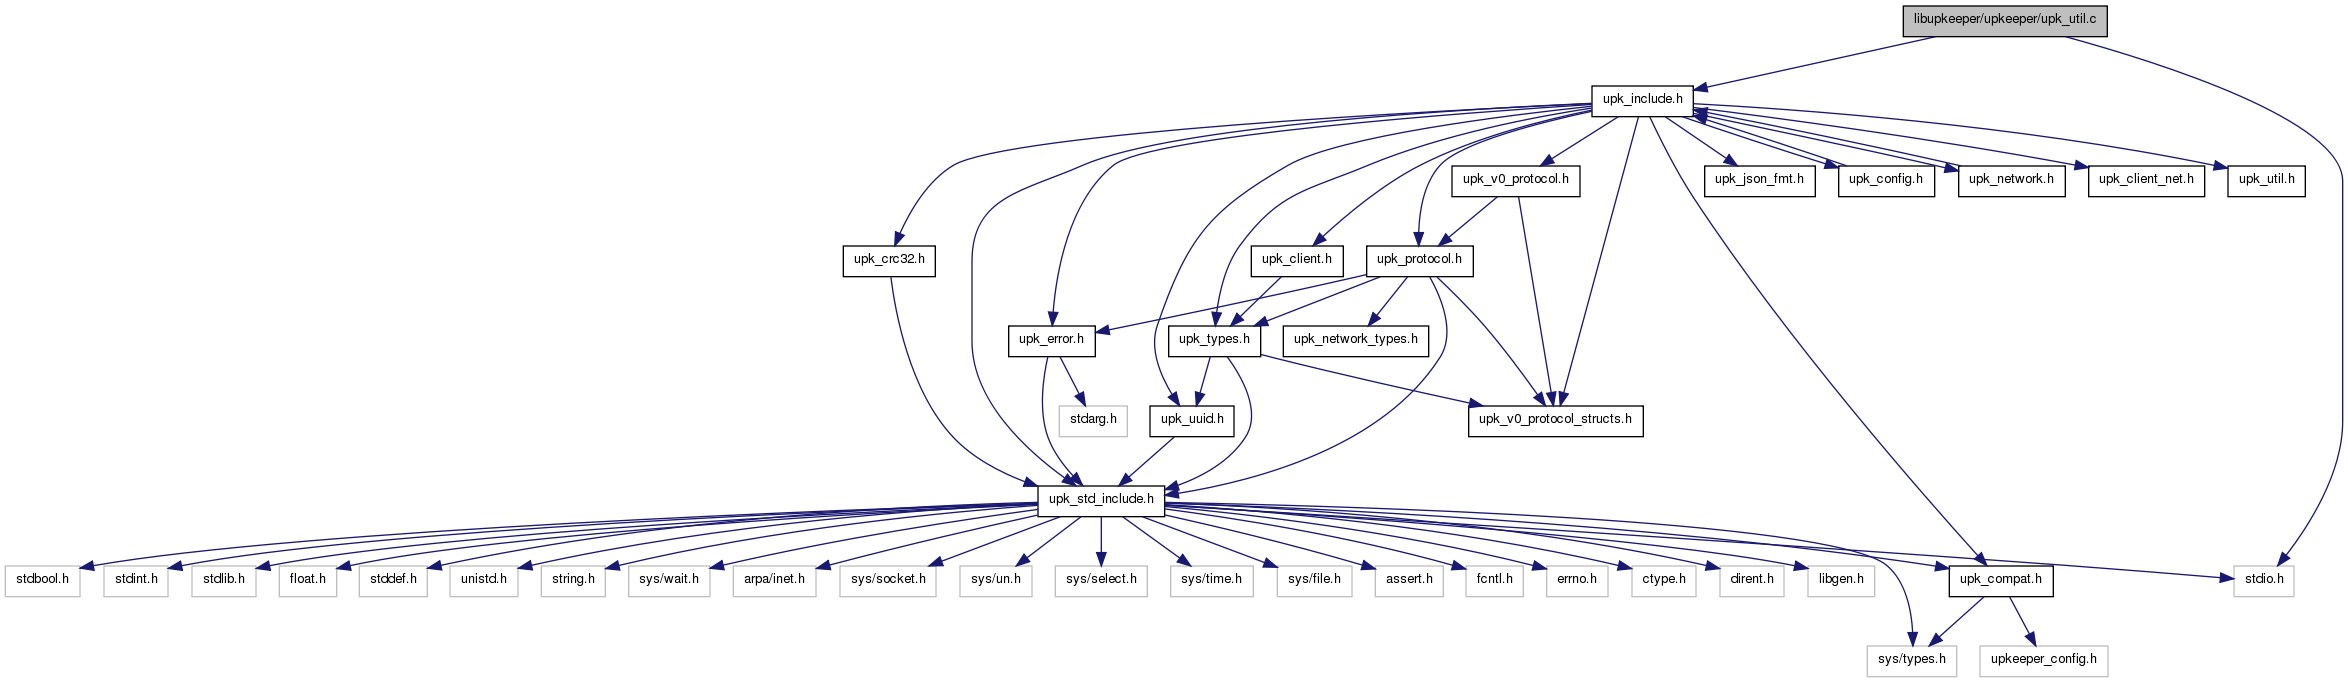 libupkeeper/upkeeper/upk_util.c
upk_include.h
upk_v0_protocol.h
upk_json_fmt.h
upk_config.h
upk_network.h
upk_client_net.h
upk_util.h
upk_crc32.h
upk_client.h
upk_protocol.h
upk_error.h
upk_types.h
upk_network_types.h
stdarg.h
upk_uuid.h
upk_v0_protocol_structs.h
upk_std_include.h
stdbool.h
stdint.h
stdlib.h
float.h
stddef.h
unistd.h
string.h
sys/wait.h
arpa/inet.h
sys/socket.h
sys/un.h
sys/select.h
sys/time.h
sys/file.h
assert.h
fcntl.h
errno.h
ctype.h
dirent.h
libgen.h
upk_compat.h
stdio.h
sys/types.h
upkeeper_config.h